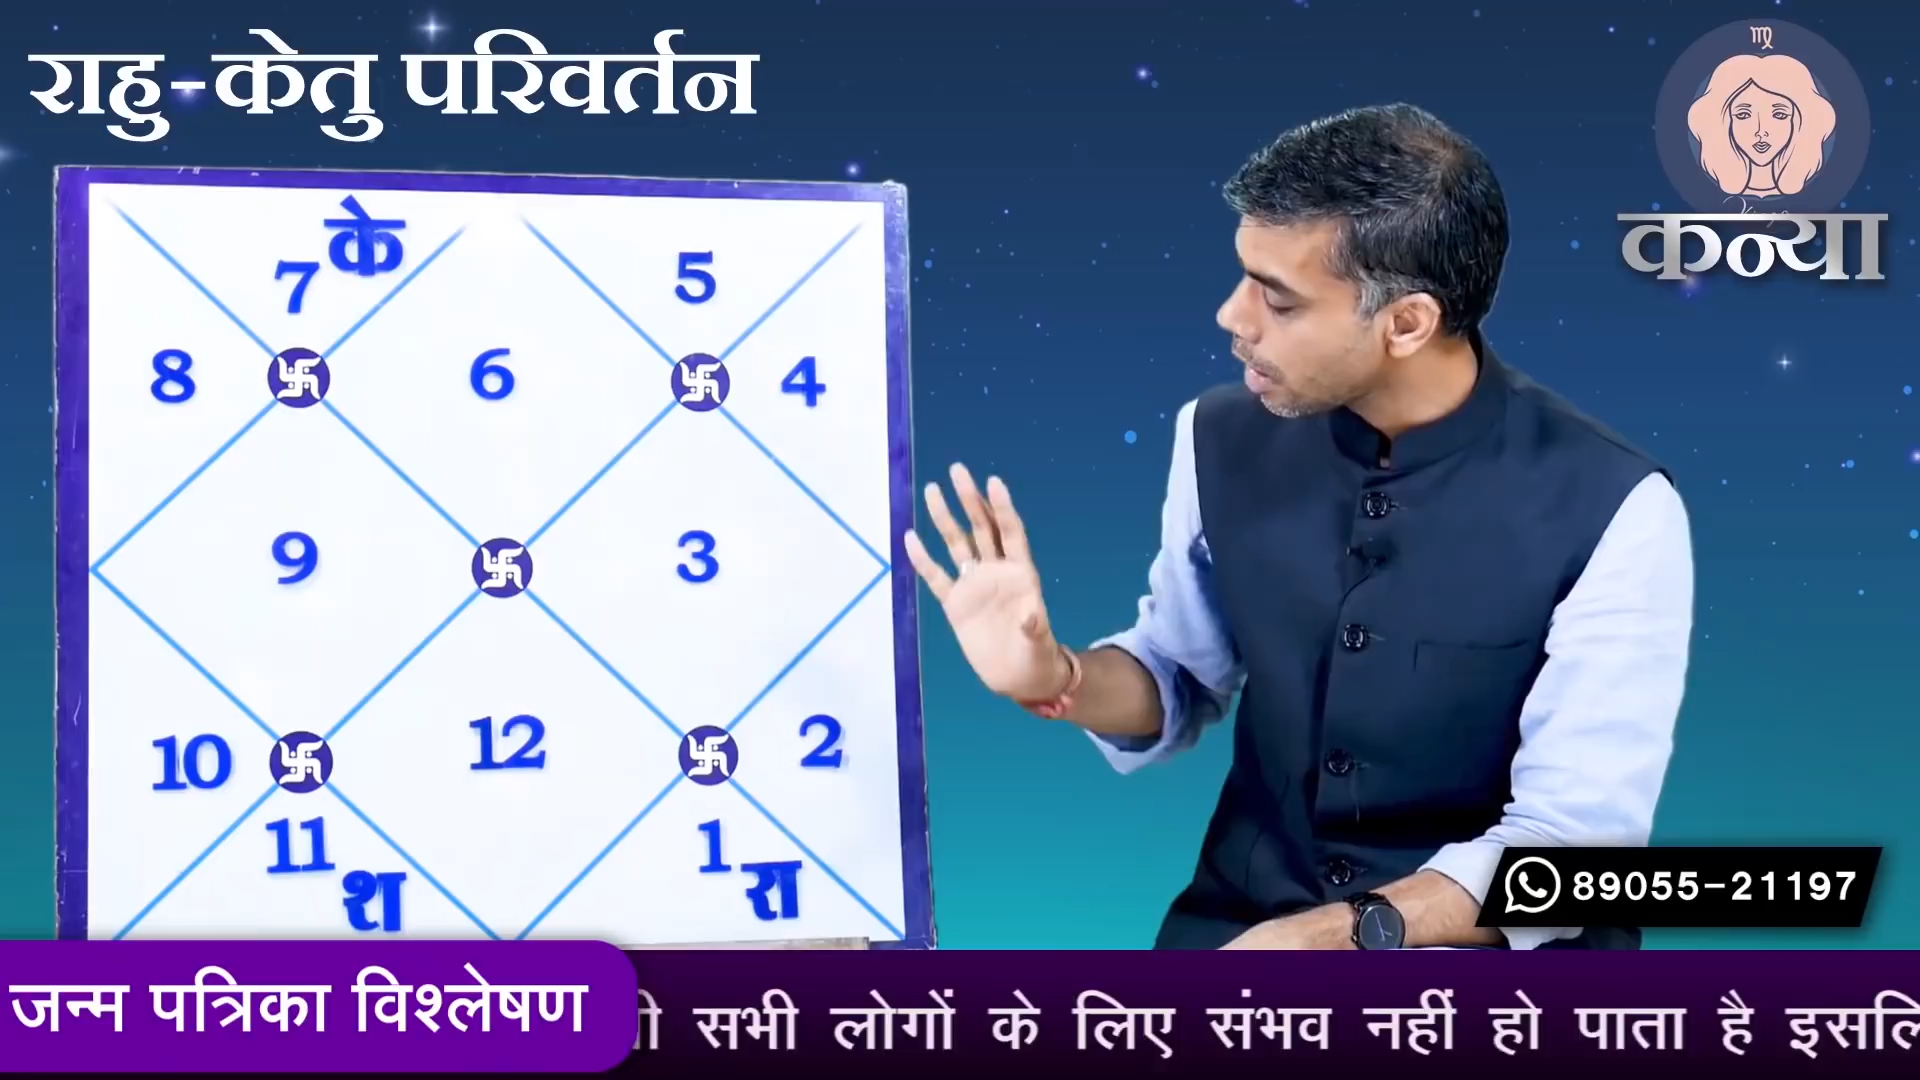 राहु-केतु परिवर्तन
♍
कन्या
7 के
5
8
6
4
9
3
10
12
2
11 श
1 रा
89055-21197
जन्म पत्रिका विश्लेषण
सभी लोगों के लिए संभव नहीं हो पाता है